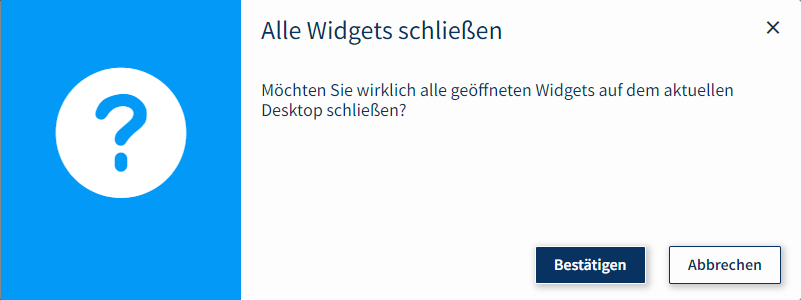 Alle Widgets schließen
Möchten Sie wirklich alle geöffneten Widgets auf dem aktuellen
Desktop schließen?
Bestätigen
Abbrechen